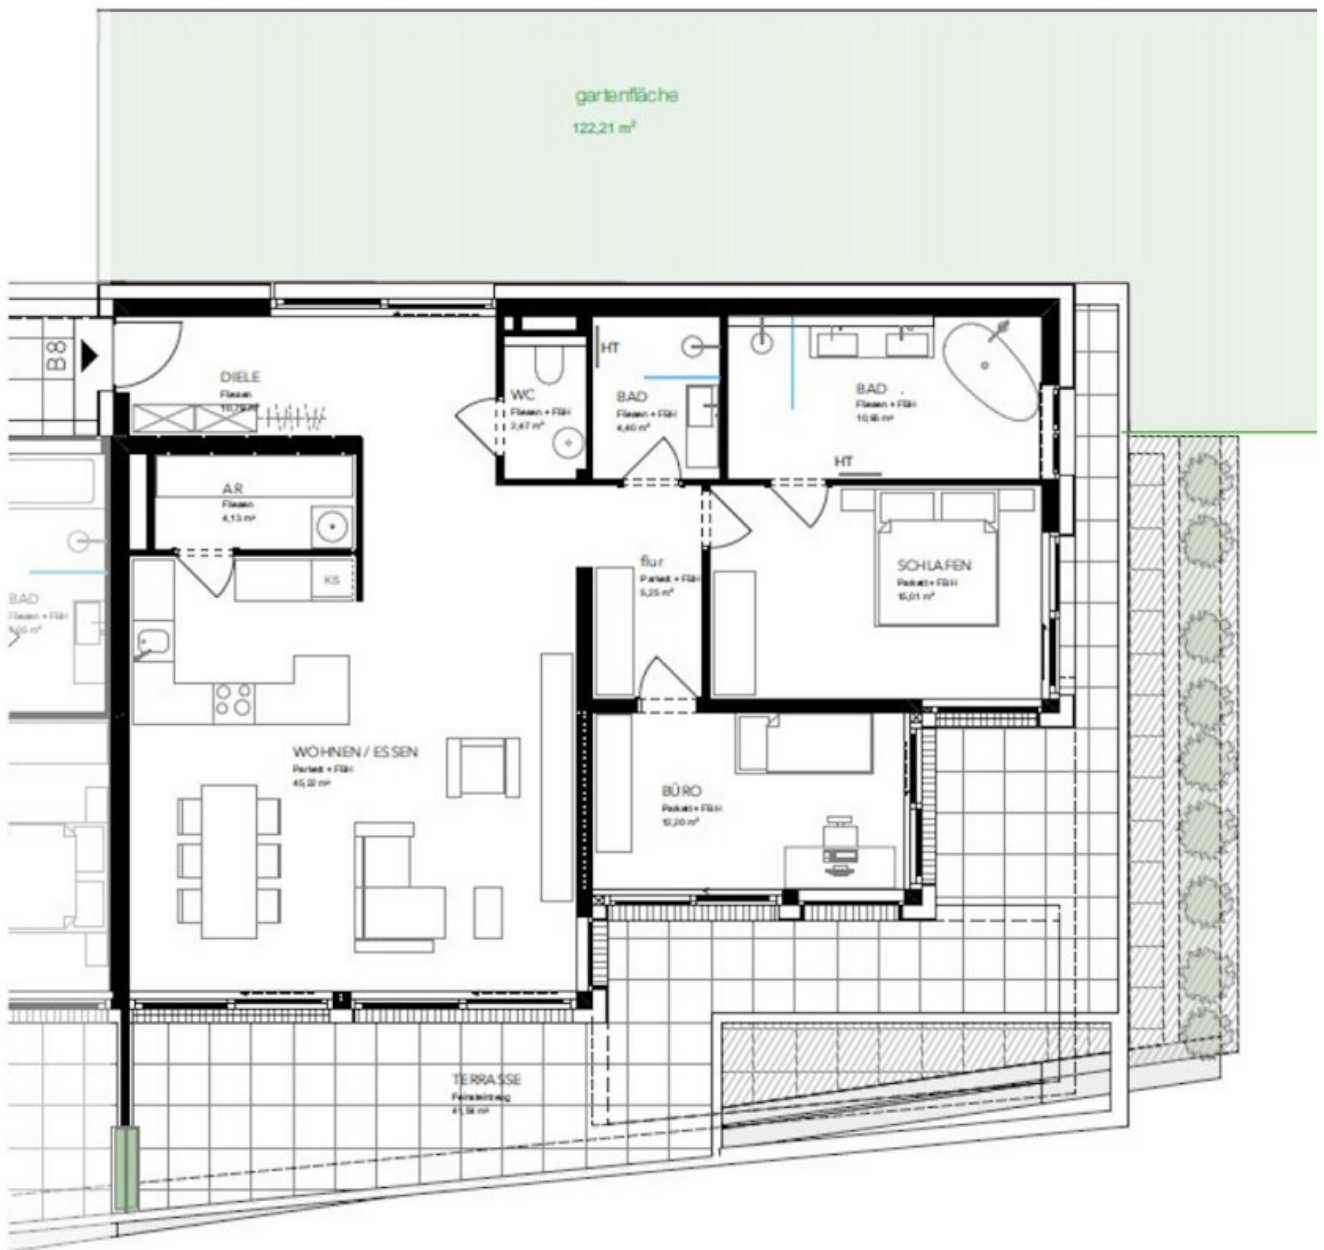 gartenfläche
122,21 m²
B8
DIELE
Fliesen
HT
WC
Fliesen + FBH
2,47 m²
BAD
Fliesen + FBH
4,40 m²
BAD
Fliesen + FBH
10,95 m²
HT
AR
Fliesen
4,13 m²
KS
flur
Parkett + FBH
5,25 m²
SCHLAFEN
Parkett + FBH
15,01 m²
BAD
Fliesen + FBH
WOHNEN / ESSEN
Parkett + FBH
45,22 m²
BÜRO
Parkett + FBH
12,20 m²
TERRASSE
Feinsteinzeug